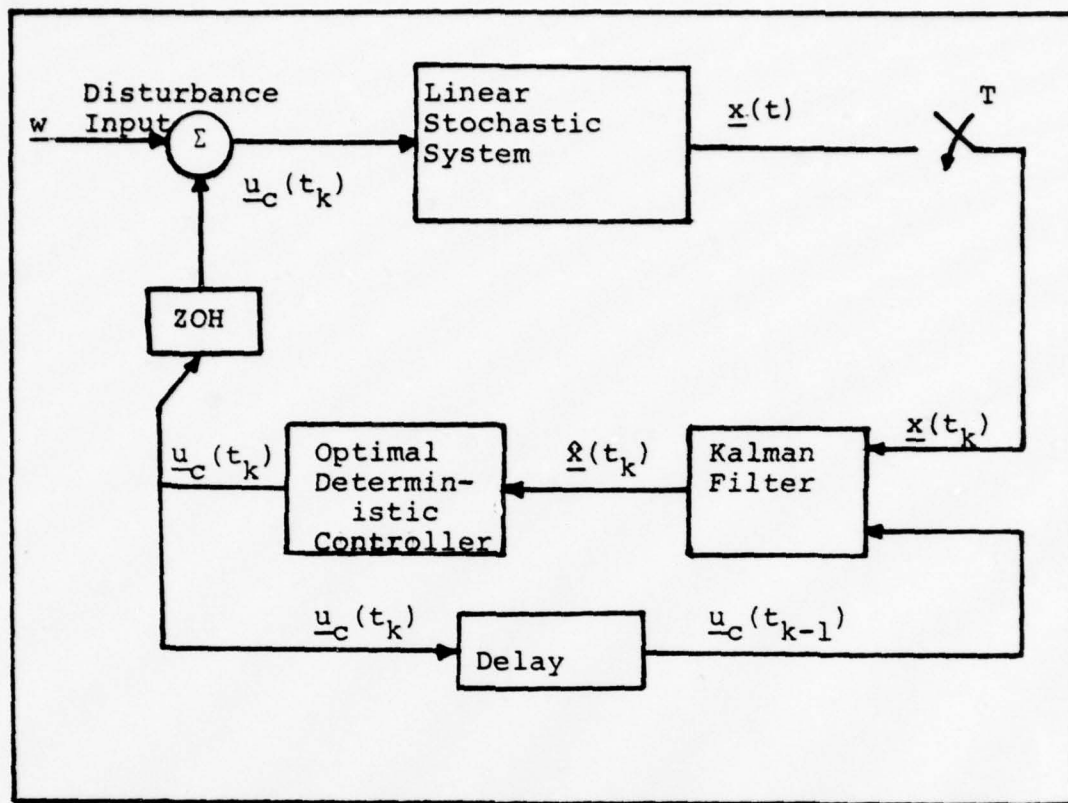 Disturbance
Input
w
Σ
u_c(t_k)
Linear
Stochastic
System
x(t)
T
ZOH
u_c(t_k)
Optimal
Determin-
istic
Controller
x̂(t_k)
Kalman
Filter
x(t_k)
u_c(t_k)
Delay
u_c(t_{k-1})